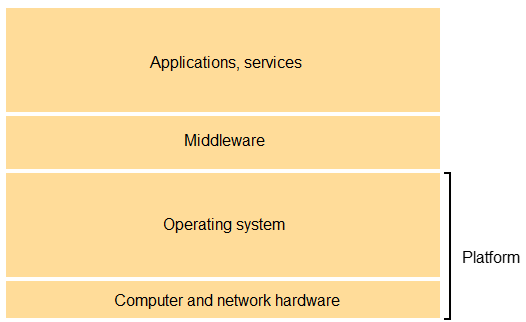 Applications, services
Middleware
Operating system
Platform
Computer and network hardware